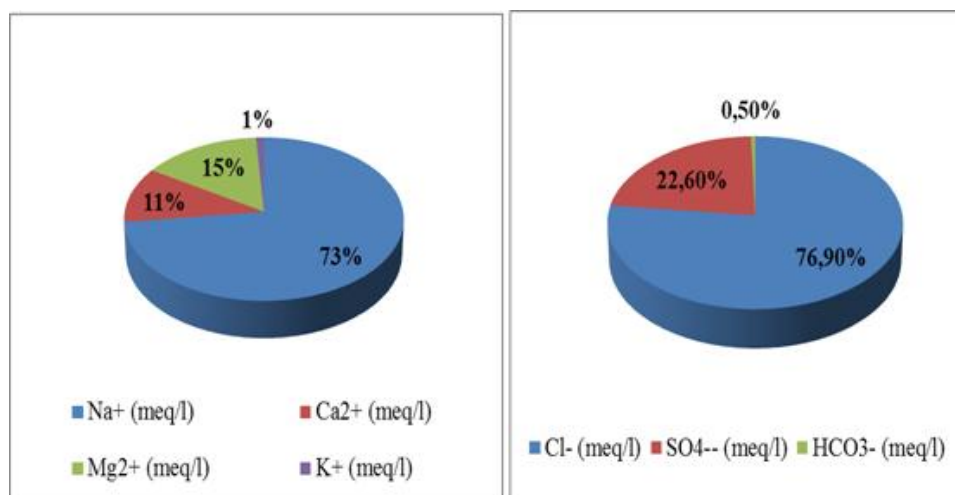 1%
15%
11%
73%
Na+ (meq/l) Ca2+ (meq/l)
Mg2+ (meq/l) K+ (meq/l)
0,50%
22,60%
76,90%
Cl- (meq/l) SO4-- (meq/l) HCO3- (meq/l)